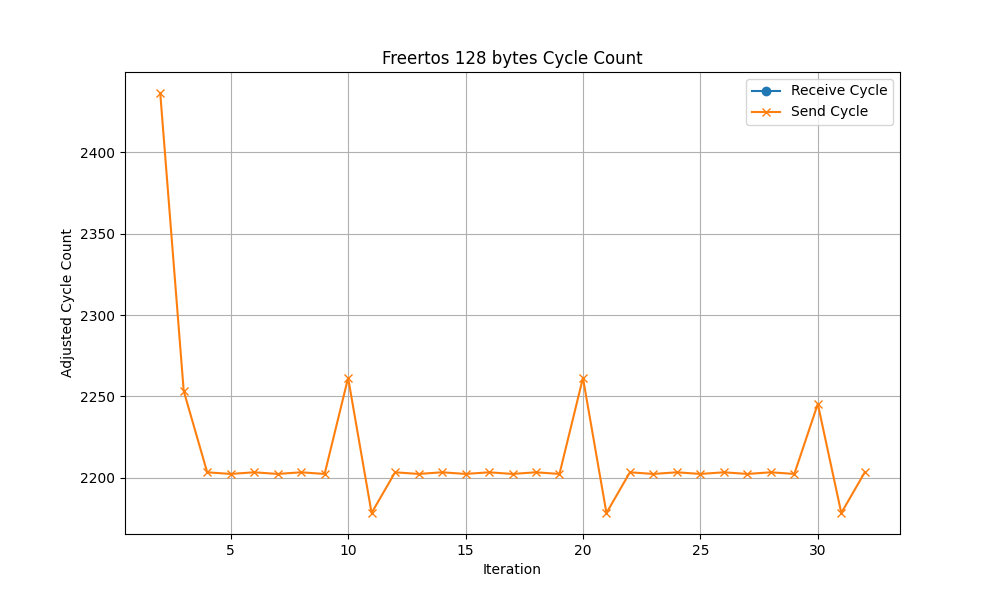 Freertos 128 bytes Cycle Count
Receive Cycle
Send Cycle
Adjusted Cycle Count
2400
2350
2300
2250
2200
5 10 15 20 25 30
Iteration